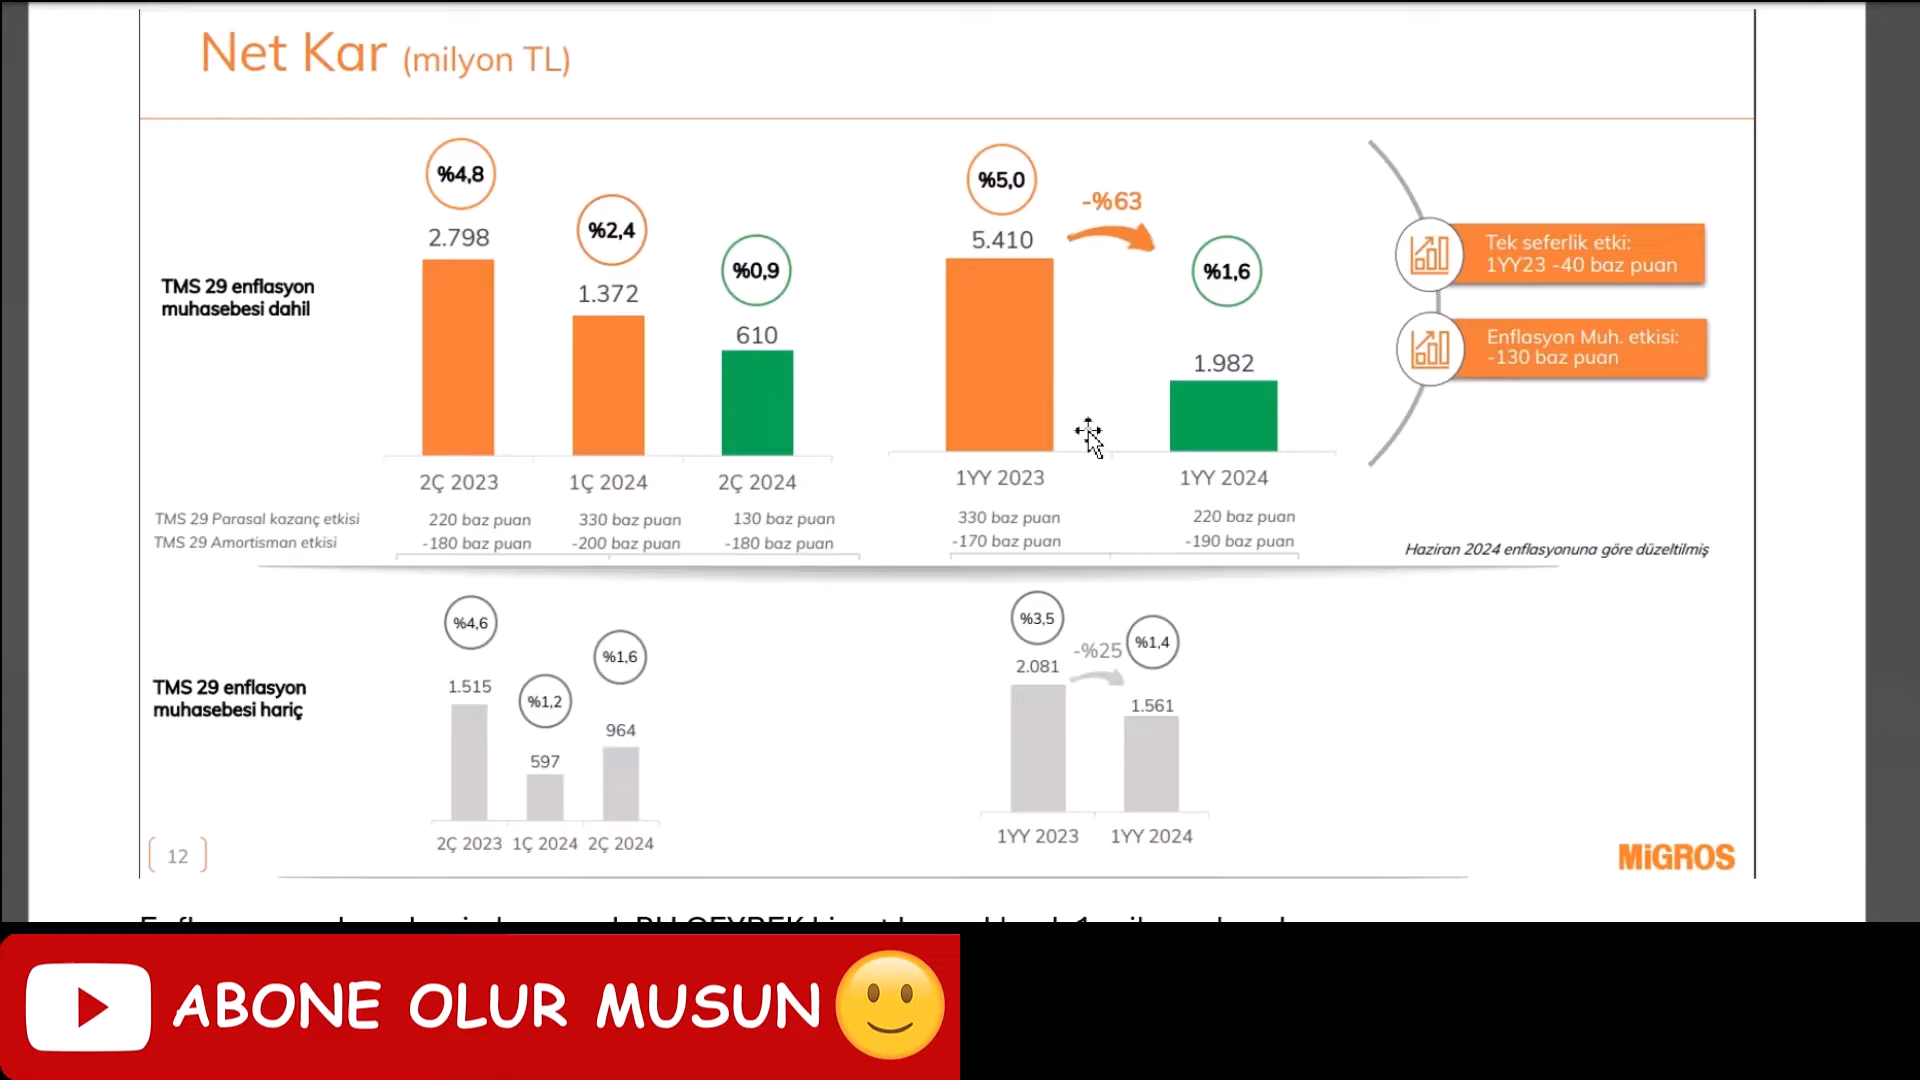 Net Kar (milyon TL)
TMS 29 enflasyon
muhasebesi dahil
%4,8
2.798
%2,4
1.372
%0,9
610
2Ç 2023
1Ç 2024
2Ç 2024
%5,0
5.410
-%63
%1,6
1.982
1YY 2023
1YY 2024
Tek seferlik etki:
1YY23 -40 baz puan
Enflasyon Muh. etkisi:
-130 baz puan
TMS 29 Parasal kazanç etkisi 220 baz puan 330 baz puan 130 baz puan 330 baz puan 220 baz puan
TMS 29 Amortisman etkisi -180 baz puan -200 baz puan -180 baz puan -170 baz puan -190 baz puan
Haziran 2024 enflasyonuna göre düzeltilmiş
TMS 29 enflasyon
muhasebesi hariç
%4,6
1.515
%1,2
597
%1,6
964
2Ç 2023 1Ç 2024 2Ç 2024
%3,5
2.081
-%25
%1,4
1.561
1YY 2023 1YY 2024
12
MiGROS
ABONE OLUR MUSUN